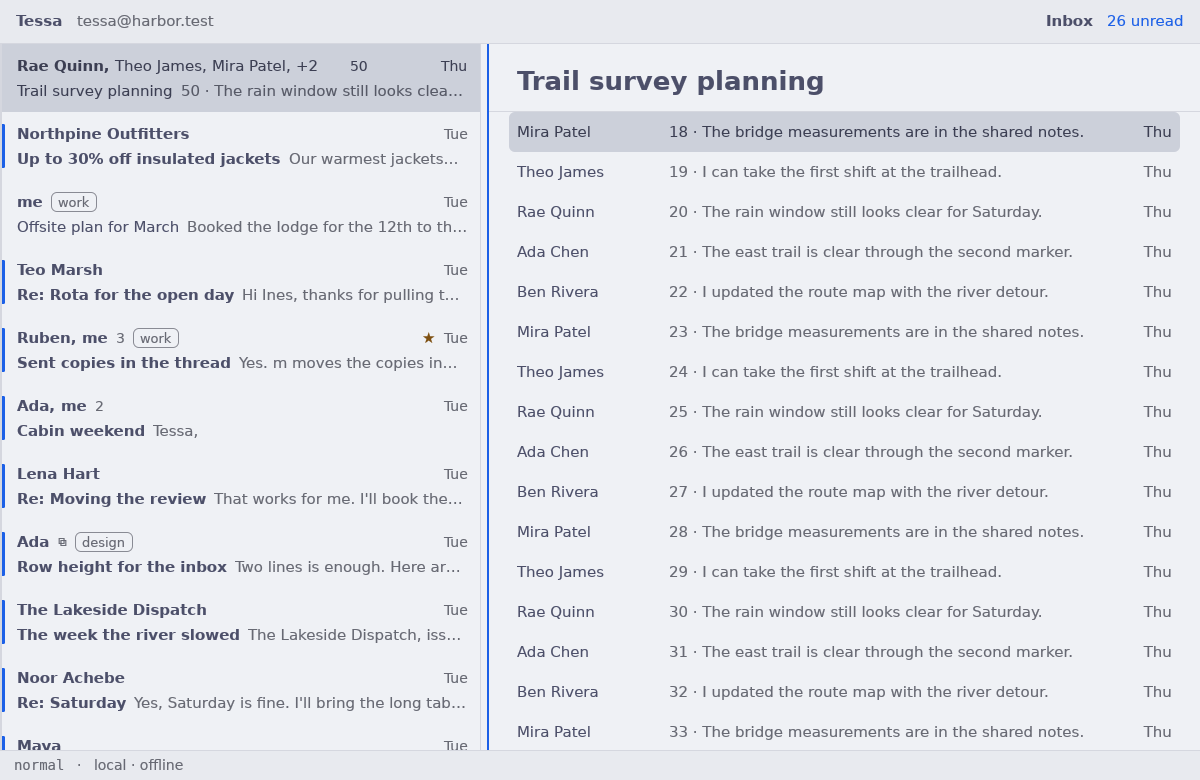 Tessa tessa@harbor.test Inbox 26 unread
Rae Quinn, Theo James, Mira Patel, +2 50 Thu
Trail survey planning 50 · The rain window still looks clea…
Northpine Outfitters Tue
Up to 30% off insulated jackets Our warmest jackets…
me work Tue
Offsite plan for March Booked the lodge for the 12th to th…
Teo Marsh Tue
Re: Rota for the open day Hi Ines, thanks for pulling t…
Ruben, me 3 work ★ Tue
Sent copies in the thread Yes. m moves the copies in…
Ada, me 2 Tue
Cabin weekend Tessa,
Lena Hart Tue
Re: Moving the review That works for me. I'll book the…
Ada ⧉ design Tue
Row height for the inbox Two lines is enough. Here ar…
The Lakeside Dispatch Tue
The week the river slowed The Lakeside Dispatch, iss…
Noor Achebe Tue
Re: Saturday Yes, Saturday is fine. I'll bring the long tab…
Maya Tue
Trail survey planning
Mira Patel 18 · The bridge measurements are in the shared notes. Thu
Theo James 19 · I can take the first shift at the trailhead. Thu
Rae Quinn 20 · The rain window still looks clear for Saturday. Thu
Ada Chen 21 · The east trail is clear through the second marker. Thu
Ben Rivera 22 · I updated the route map with the river detour. Thu
Mira Patel 23 · The bridge measurements are in the shared notes. Thu
Theo James 24 · I can take the first shift at the trailhead. Thu
Rae Quinn 25 · The rain window still looks clear for Saturday. Thu
Ada Chen 26 · The east trail is clear through the second marker. Thu
Ben Rivera 27 · I updated the route map with the river detour. Thu
Mira Patel 28 · The bridge measurements are in the shared notes. Thu
Theo James 29 · I can take the first shift at the trailhead. Thu
Rae Quinn 30 · The rain window still looks clear for Saturday. Thu
Ada Chen 31 · The east trail is clear through the second marker. Thu
Ben Rivera 32 · I updated the route map with the river detour. Thu
Mira Patel 33 · The bridge measurements are in the shared notes. Thu
normal · local · offline